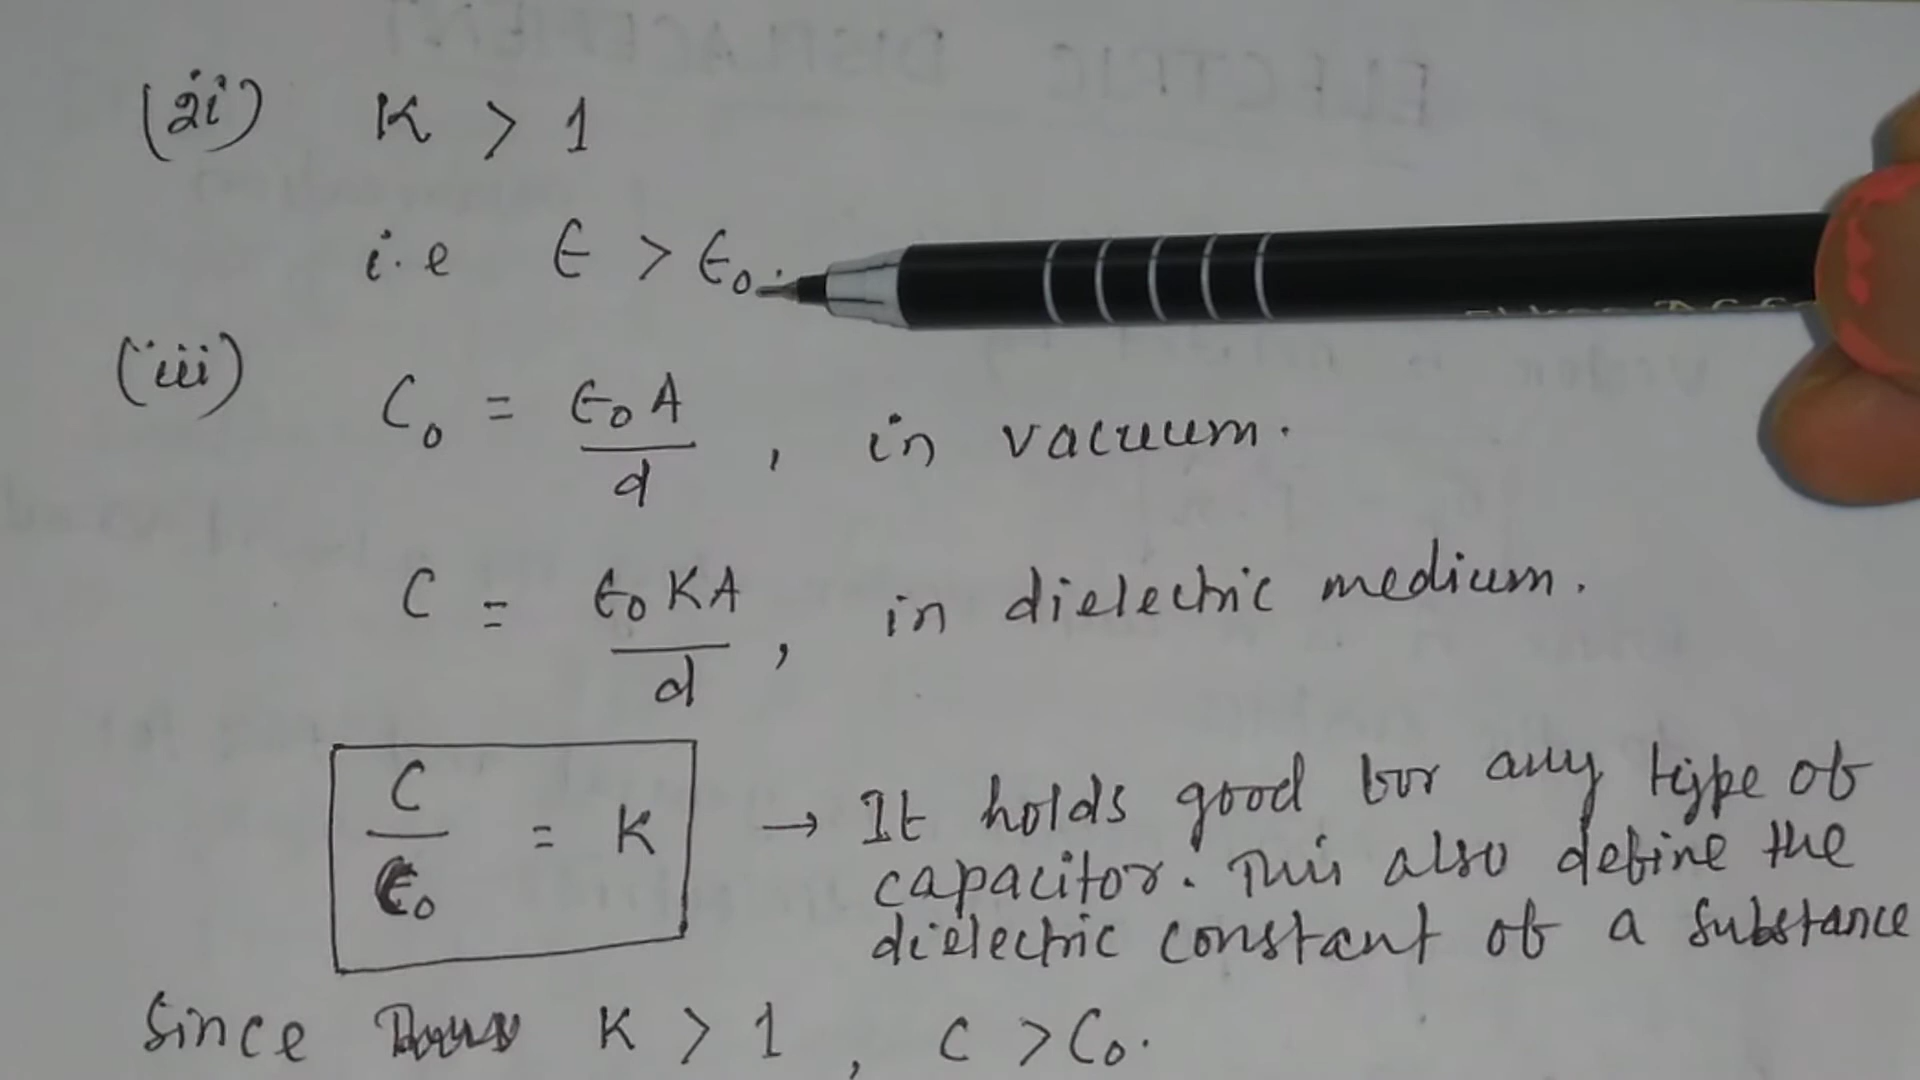 (ii) K > 1
i.e ϵ > ϵ₀.
(iii) C₀ = ϵ₀A/d , in vacuum.
C = ϵ₀KA/d , in dielectric medium.
C/C₀ = K → It holds good for any type of
capacitor. This also define the
dielectric constant of a substance
Since K > 1 , C > C₀.